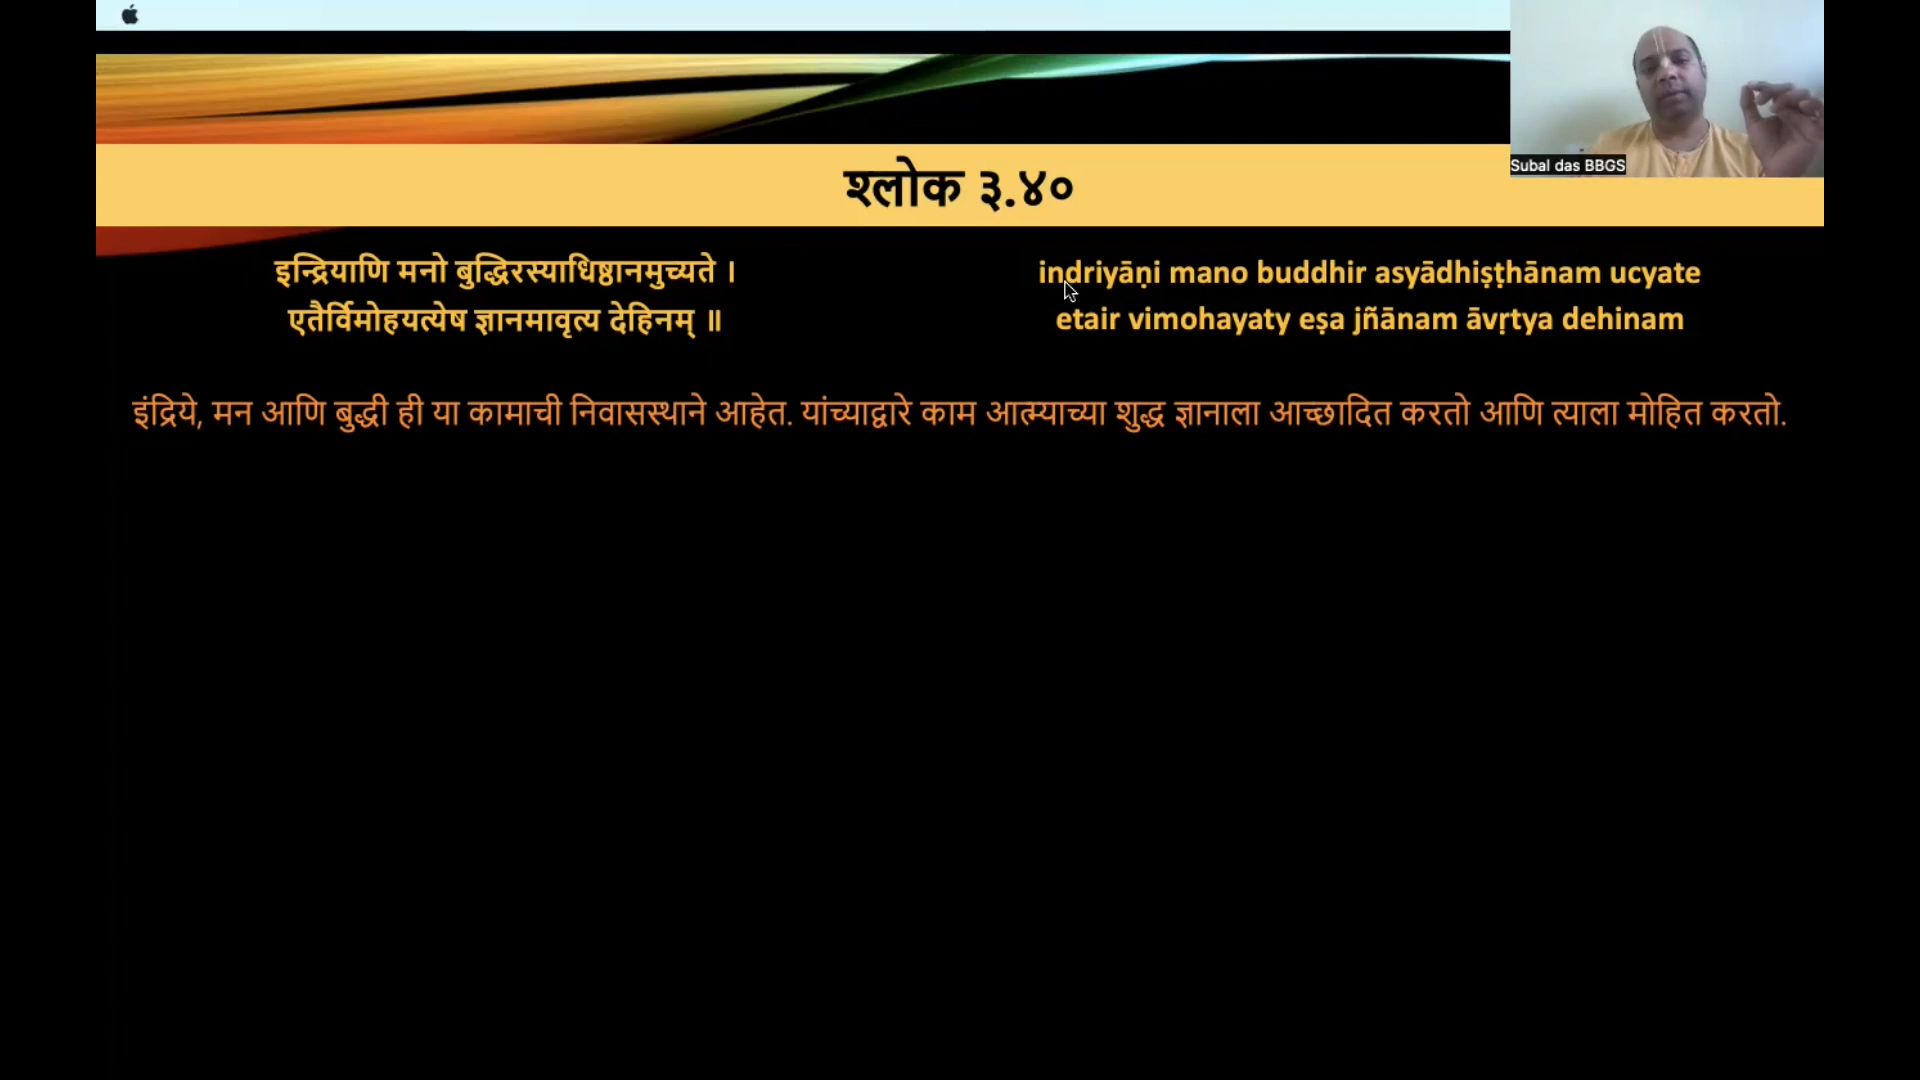 श्लोक ३.४०
Subal das BBGS
इन्द्रियाणि मनो बुद्धिरस्याधिष्ठानमुच्यते ।
एतैर्विमोहयत्येष ज्ञानमावृत्य देहिनम् ॥
indriyāṇi mano buddhir asyādhiṣṭhānam ucyate
etair vimohayaty eṣa jñānam āvṛtya dehinam
इंद्रिये, मन आणि बुद्धी ही या कामाची निवासस्थाने आहेत. यांच्याद्वारे काम आत्म्याच्या शुद्ध ज्ञानाला आच्छादित करतो आणि त्याला मोहित करतो.